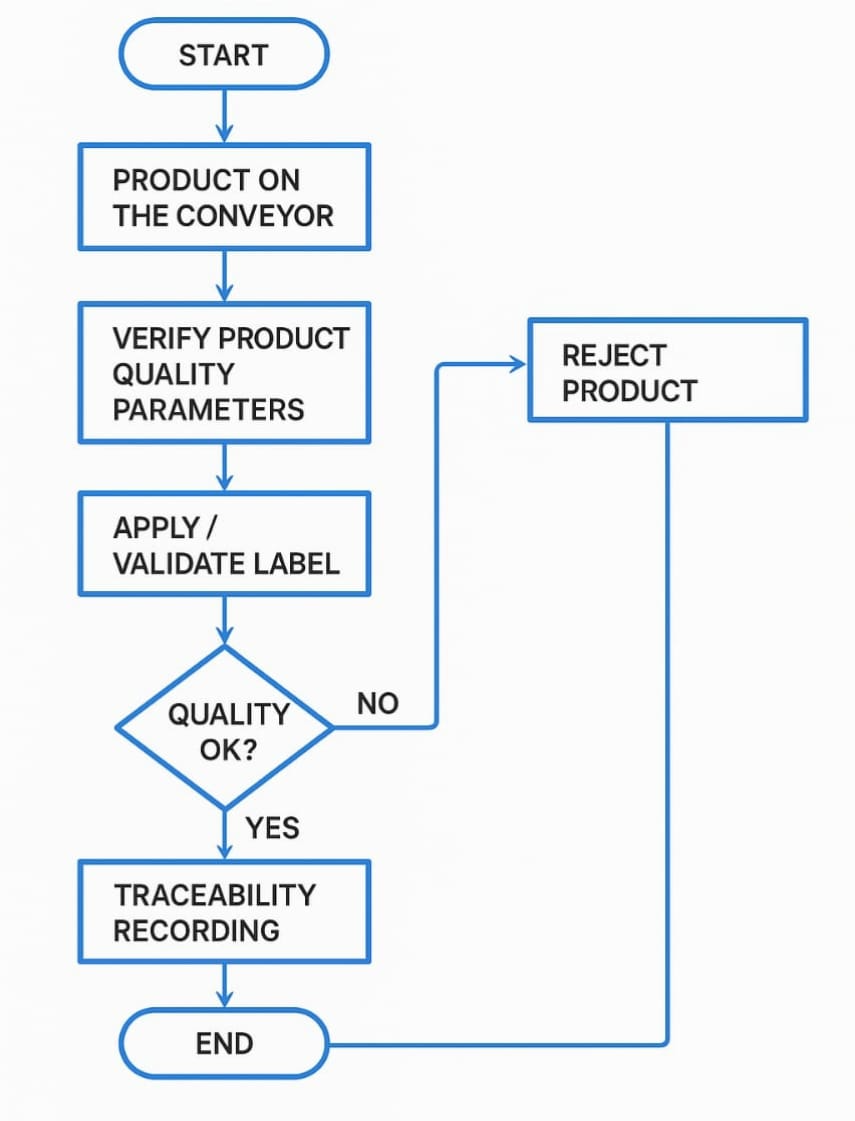 START
PRODUCT ON
THE CONVEYOR
VERIFY PRODUCT
QUALITY
PARAMETERS
APPLY /
VALIDATE LABEL
QUALITY
OK?
NO
REJECT
PRODUCT
YES
TRACEABILITY
RECORDING
END